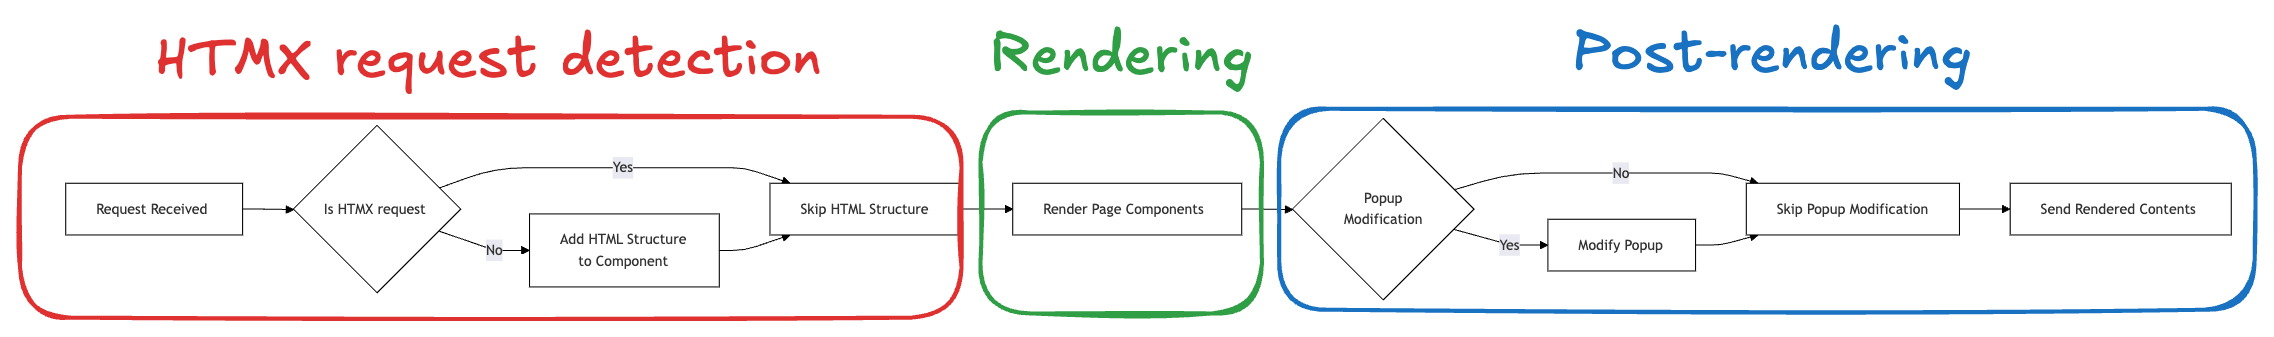 HTMX request detection
Rendering
Post-rendering
Request Received
Is HTMX request
Yes
No
Add HTML Structure
to Component
Skip HTML Structure
Render Page Components
Popup
Modification
No
Yes
Modify Popup
Skip Popup Modification
Send Rendered Contents